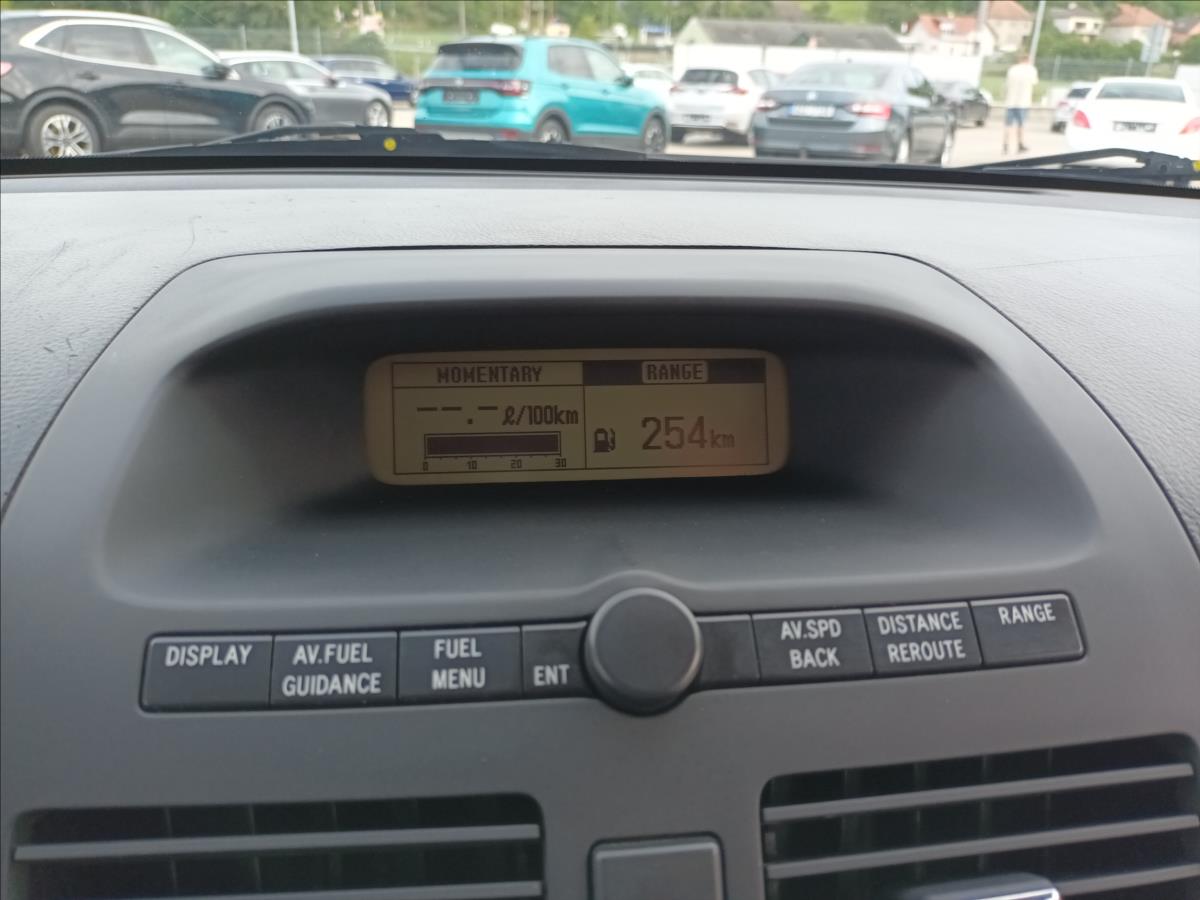 MOMENTARY
RANGE
--.- ℓ/100km
254km
0 10 20 30
DISPLAY
AV.FUEL
GUIDANCE
FUEL
MENU
ENT
AV.SPD
BACK
DISTANCE
REROUTE
RANGE